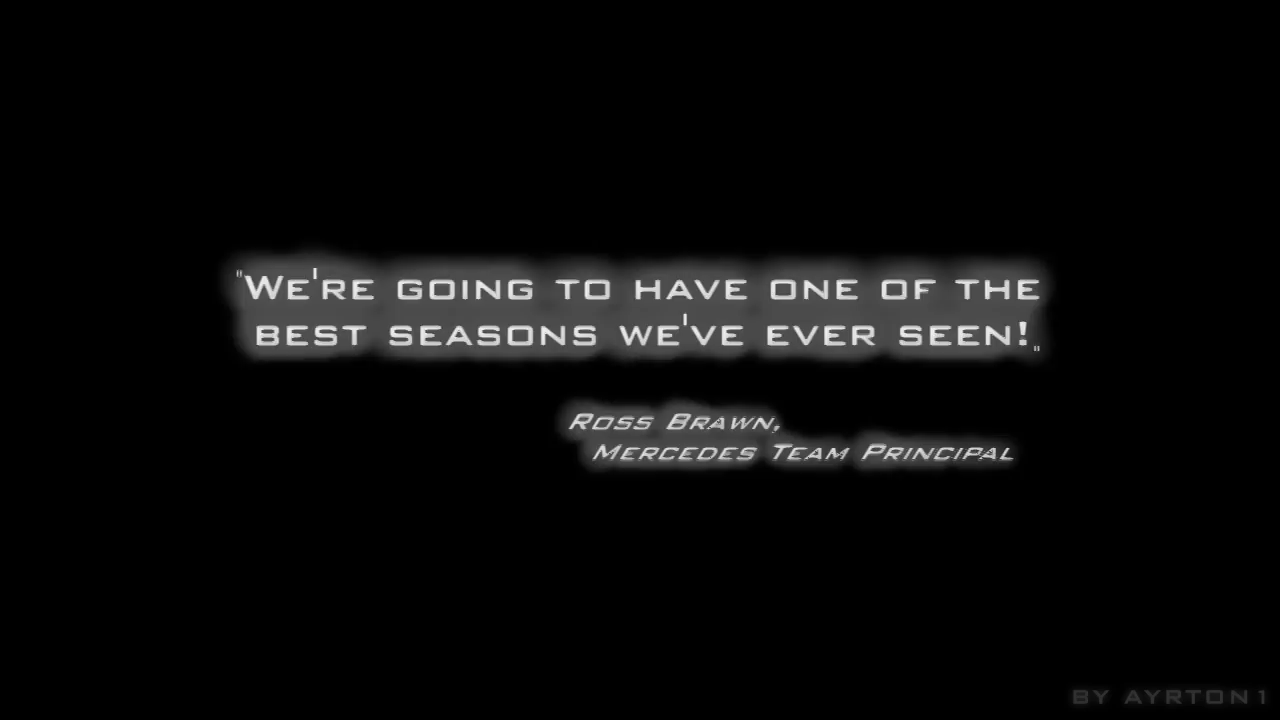 "We're going to have one of the
best seasons we've ever seen!"
Ross Brawn,
Mercedes Team Principal
BY AYRTON1